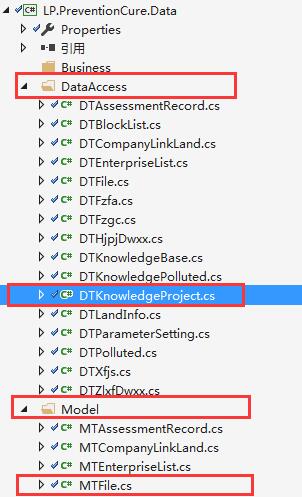 C# LP.PreventionCure.Data
Properties
引用
Business
DataAccess
C# DTAssessmentRecord.cs
C# DTBlockList.cs
C# DTCompanyLinkLand.cs
C# DTEnterpriseList.cs
C# DTFile.cs
C# DTFzfa.cs
C# DTFzgc.cs
C# DTHjpjDwxx.cs
C# DTKnowledgeBase.cs
C# DTKnowledgePolluted.cs
C# DTKnowledgeProject.cs
C# DTLandInfo.cs
C# DTParameterSetting.cs
C# DTPolluted.cs
C# DTXfjs.cs
C# DTZlxfDwxx.cs
Model
C# MTAssessmentRecord.cs
C# MTCompanyLinkLand.cs
C# MTEnterpriseList.cs
C# MTFile.cs